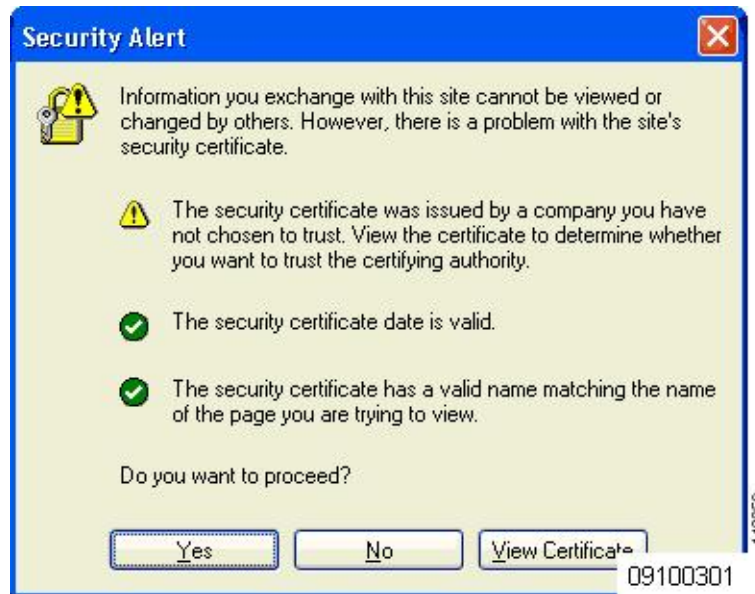 Security Alert
Information you exchange with this site cannot be viewed or
changed by others. However, there is a problem with the site's
security certificate.
The security certificate was issued by a company you have
not chosen to trust. View the certificate to determine whether
you want to trust the certifying authority.
The security certificate date is valid.
The security certificate has a valid name matching the name
of the page you are trying to view.
Do you want to proceed?
Yes
No
View Certificate
09100301